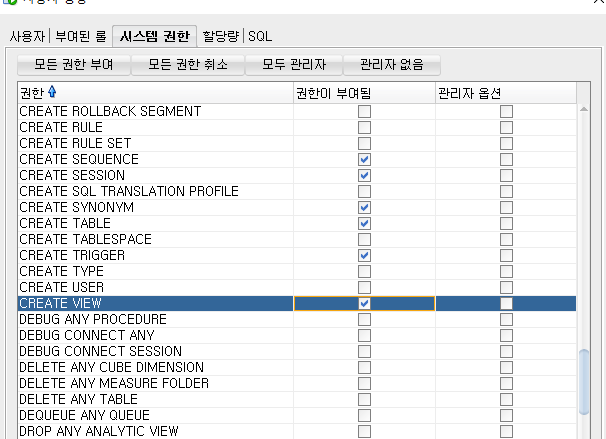 사용자 부여된 롤 시스템 권한 할당량 SQL
모든 권한 부여 모든 권한 취소 모두 관리자 관리자 없음
권한 권한이 부여됨 관리자 옵션
CREATE ROLLBACK SEGMENT
CREATE RULE
CREATE RULE SET
CREATE SEQUENCE
CREATE SESSION
CREATE SQL TRANSLATION PROFILE
CREATE SYNONYM
CREATE TABLE
CREATE TABLESPACE
CREATE TRIGGER
CREATE TYPE
CREATE USER
CREATE VIEW
DEBUG ANY PROCEDURE
DEBUG CONNECT ANY
DEBUG CONNECT SESSION
DELETE ANY CUBE DIMENSION
DELETE ANY MEASURE FOLDER
DELETE ANY TABLE
DEQUEUE ANY QUEUE
DROP ANY ANALYTIC VIEW